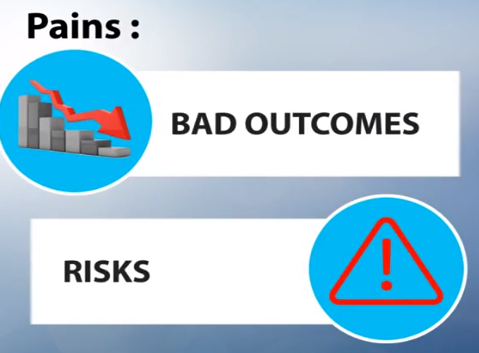 Pains :
BAD OUTCOMES
RISKS